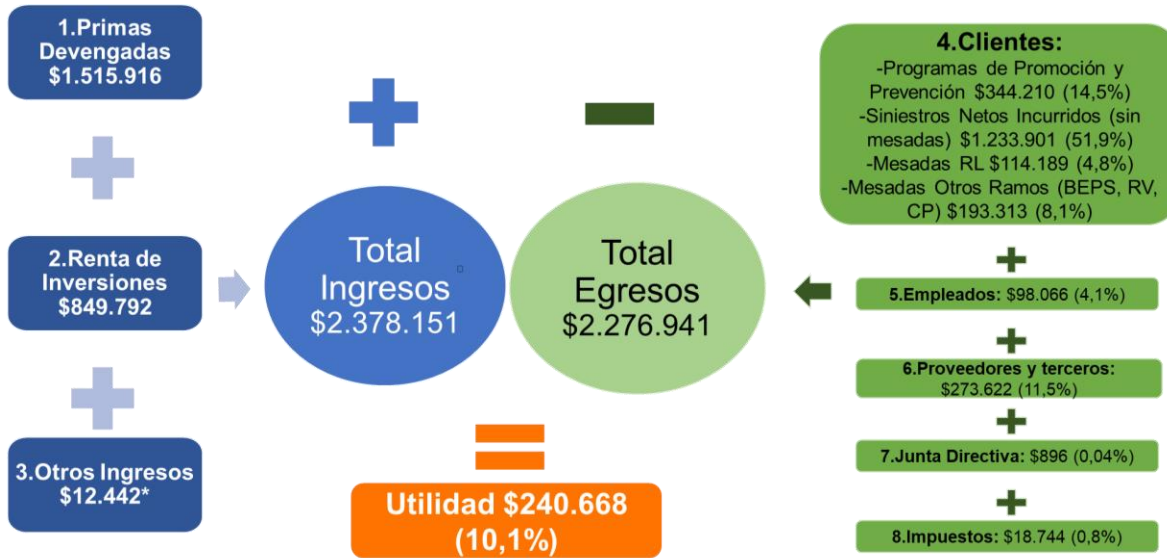 1.Primas
Devengadas
$1.515.916
2.Renta de
Inversiones
$849.792
3.Otros Ingresos
$12.442*
Total
Ingresos
$2.378.151
Total
Egresos
$2.276.941
Utilidad $240.668
(10,1%)
4.Clientes:
-Programas de Promoción y
Prevención $344.210 (14,5%)
-Siniestros Netos Incurridos (sin
mesadas) $1.233.901 (51,9%)
-Mesadas RL $114.189 (4,8%)
-Mesadas Otros Ramos (BEPS, RV,
CP) $193.313 (8,1%)
5.Empleados: $98.066 (4,1%)
6.Proveedores y terceros:
$273.622 (11,5%)
7.Junta Directiva: $896 (0,04%)
8.Impuestos: $18.744 (0,8%)